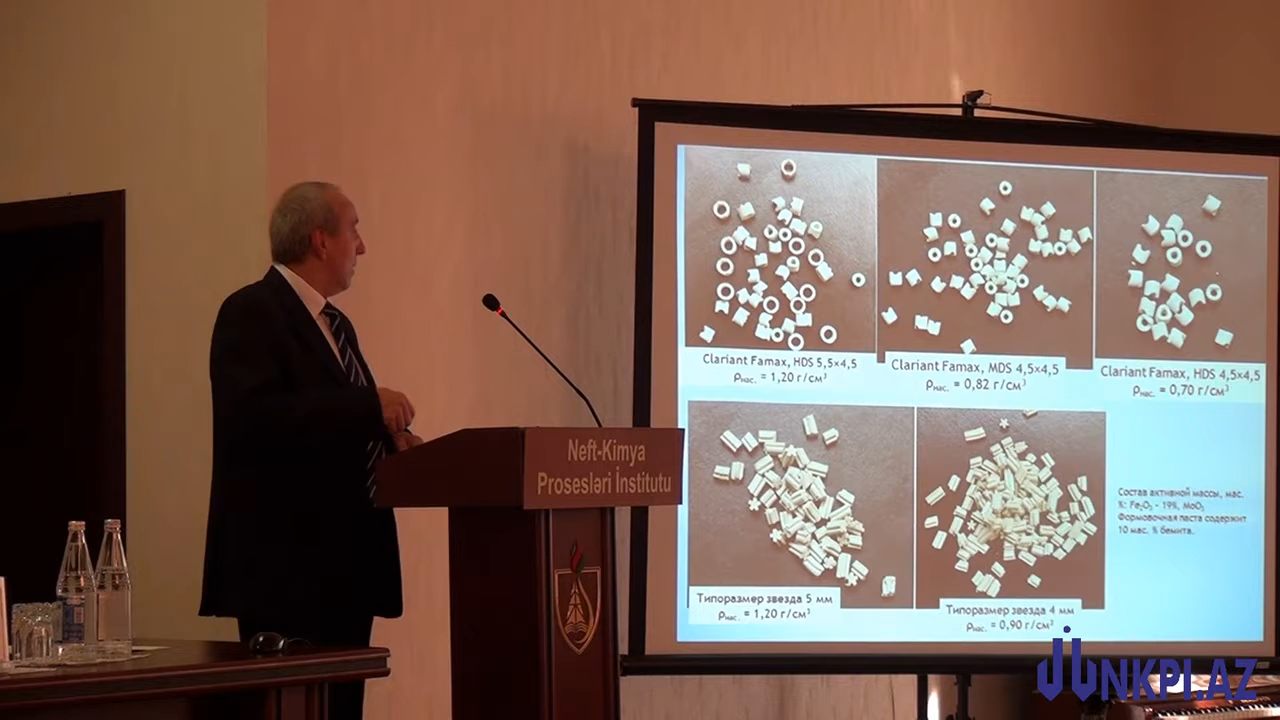 Neft-Kimya
Prosesləri İnstitutu
Clariant Famax, HDS 5,5×4,5
ρнас. = 1,20 г/см³
Clariant Famax, MDS 4,5×4,5
ρнас. = 0,82 г/см³
Clariant Famax, HDS 4,5×4,5
ρнас. = 0,70 г/см³
Типоразмер звезда 5 мм
ρнас. = 1,20 г/см³
Типоразмер звезда 4 мм
ρнас. = 0,90 г/см³
Состав активной массы, мас.
%: Fe₂O₃ - 19%, MoO₃
Формовочная паста содержит
10 мас. % бемита.
UNKPI.AZ